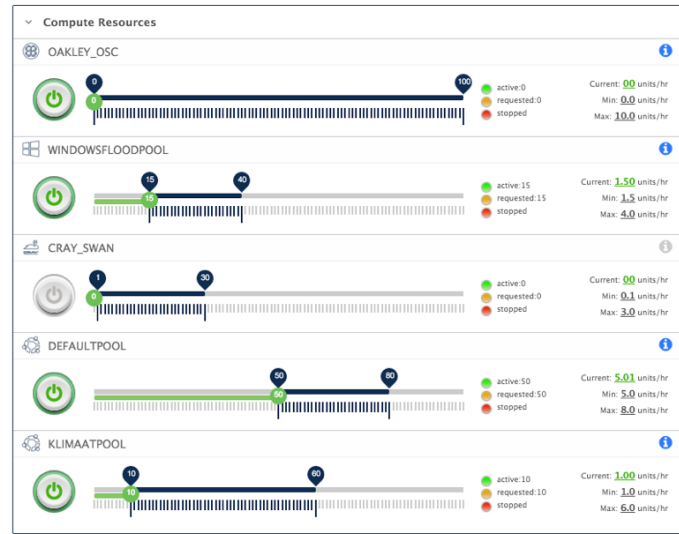 Compute Resources
OAKLEY_OSC
0 100
0
active:0
requested:0
stopped
Current: 00 units/hr
Min: 0.0 units/hr
Max: 10.0 units/hr
WINDOWSFLOODPOOL
15 40
15
active:15
requested:15
stopped
Current: 1.50 units/hr
Min: 1.5 units/hr
Max: 4.0 units/hr
CRAY_SWAN
1 30
0
active:0
requested:0
stopped
Current: 00 units/hr
Min: 0.1 units/hr
Max: 3.0 units/hr
DEFAULTPOOL
50 80
50
active:50
requested:50
stopped
Current: 5.01 units/hr
Min: 5.0 units/hr
Max: 8.0 units/hr
KLIMAATPOOL
10 60
10
active:10
requested:10
stopped
Current: 1.00 units/hr
Min: 1.0 units/hr
Max: 6.0 units/hr